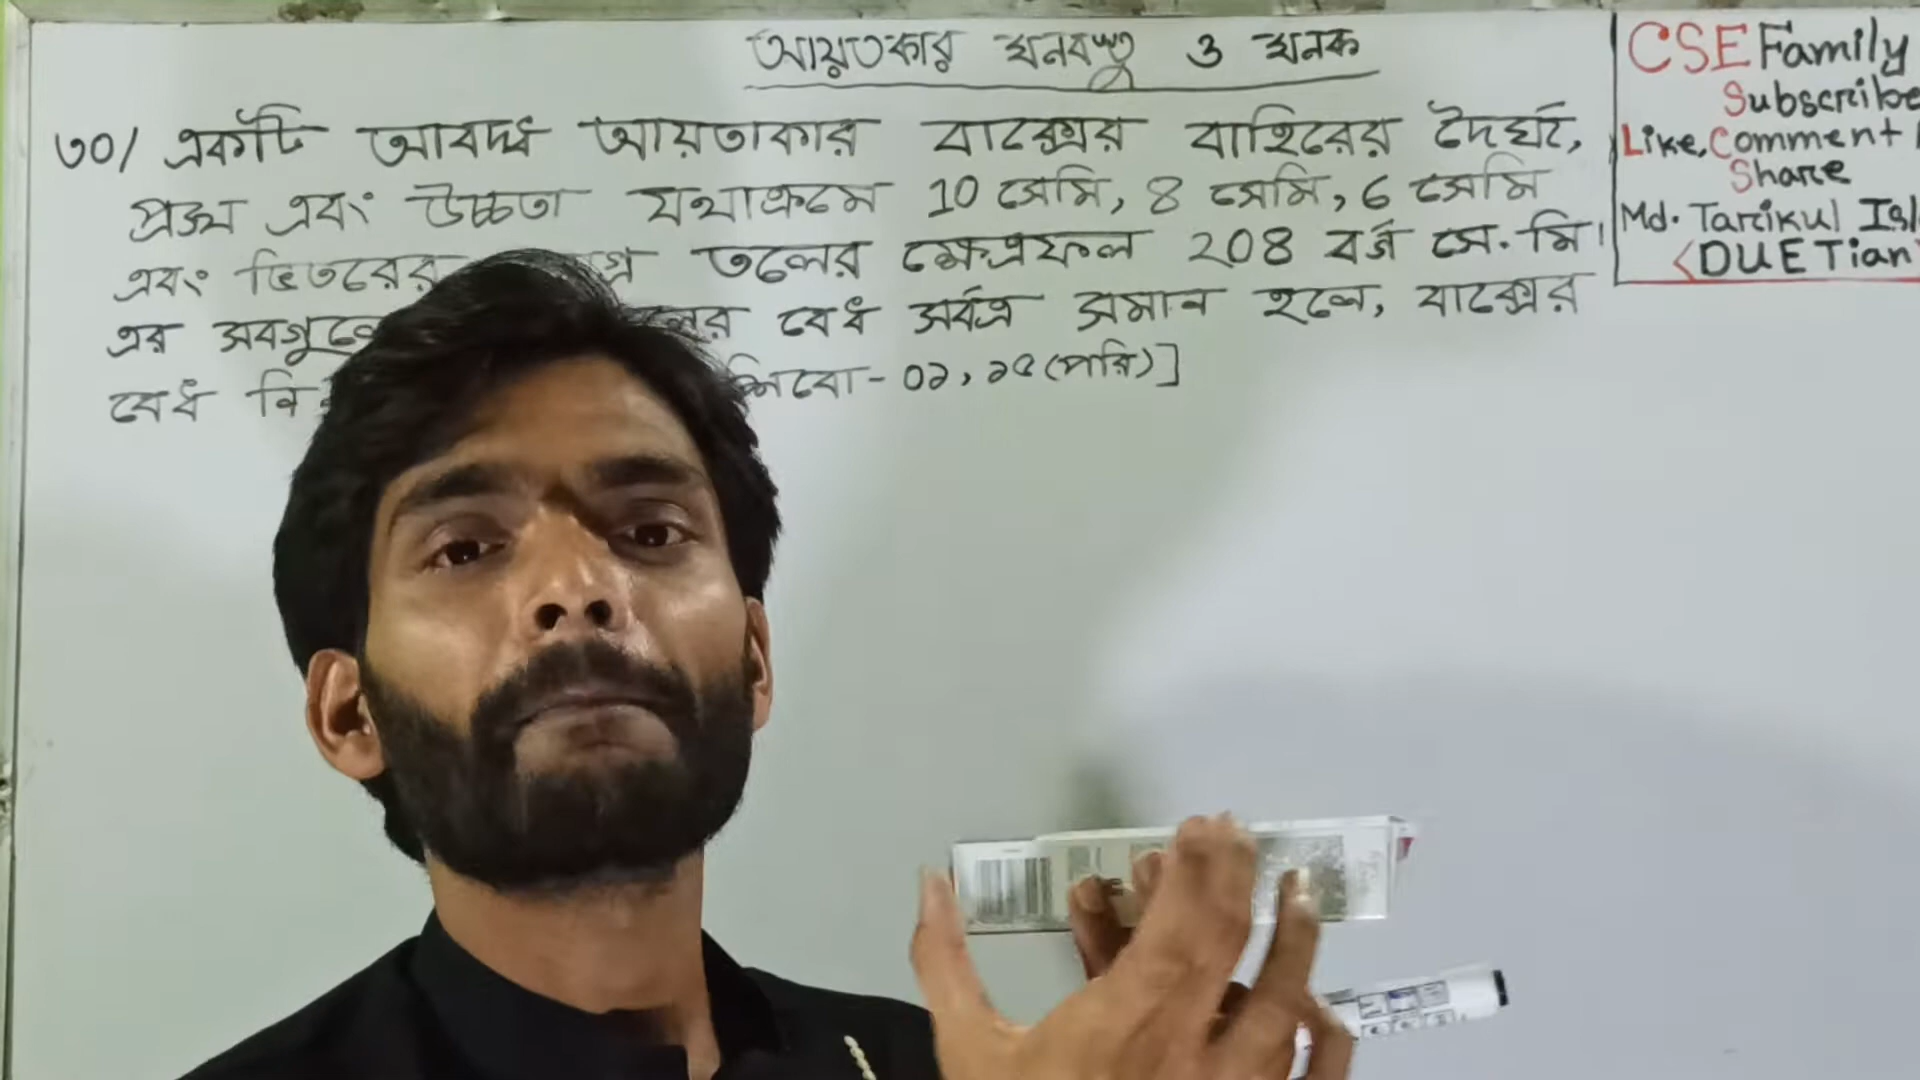 আয়তকার ঘনবস্তু ও ঘনক
৩০/ একটি আবদ্ধ আয়তাকার বাক্সের বাহিরের দৈর্ঘ্য,
প্রস্থ এবং উচ্চতা যথাক্রমে 10 সেমি, 8 সেমি, 6 সেমি
এবং ভিতরের তলের ক্ষেত্রফল 208 বর্গ সে. মি।
এর সবগুলো বেধ সর্বত্র সমান হলে, বাক্সের
বেধ - ০১, ১৫ (পরি)]
CSE Family
Subscribe
Like, Comment
Share
Md. Tarikul
<DUETian